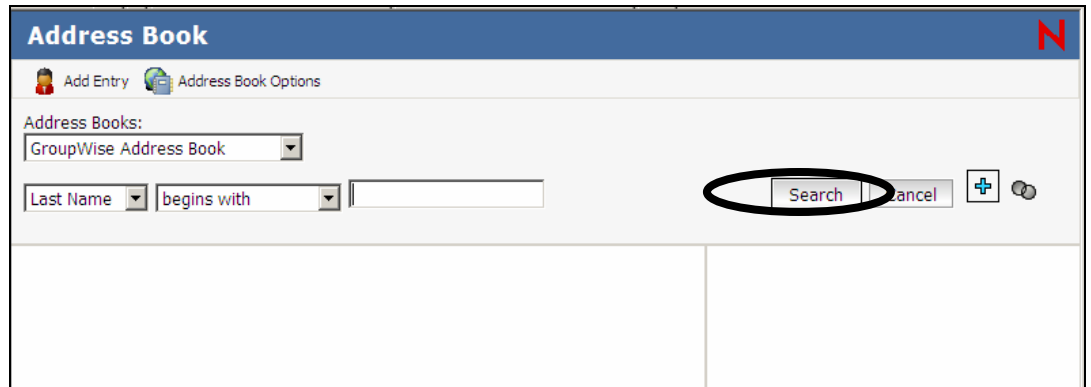 Address Book
N
Add Entry Address Book Options
Address Books:
GroupWise Address Book
Last Name begins with Search Cancel